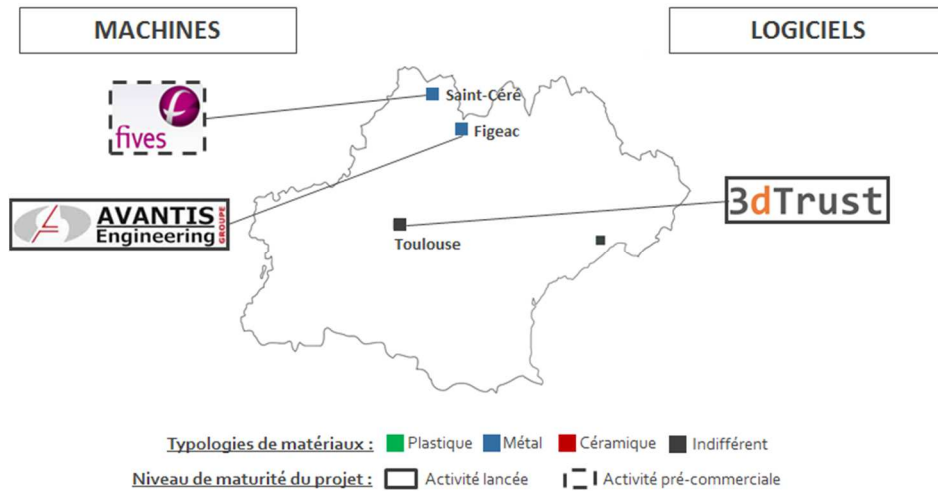 MACHINES
LOGICIELS
fives
Saint-Céré
Figeac
AVANTIS
Engineering
GROUPE
3dTrust
Toulouse
Typologies de matériaux : Plastique Métal Céramique Indifférent
Niveau de maturité du projet : Activité lancée Activité pré-commerciale